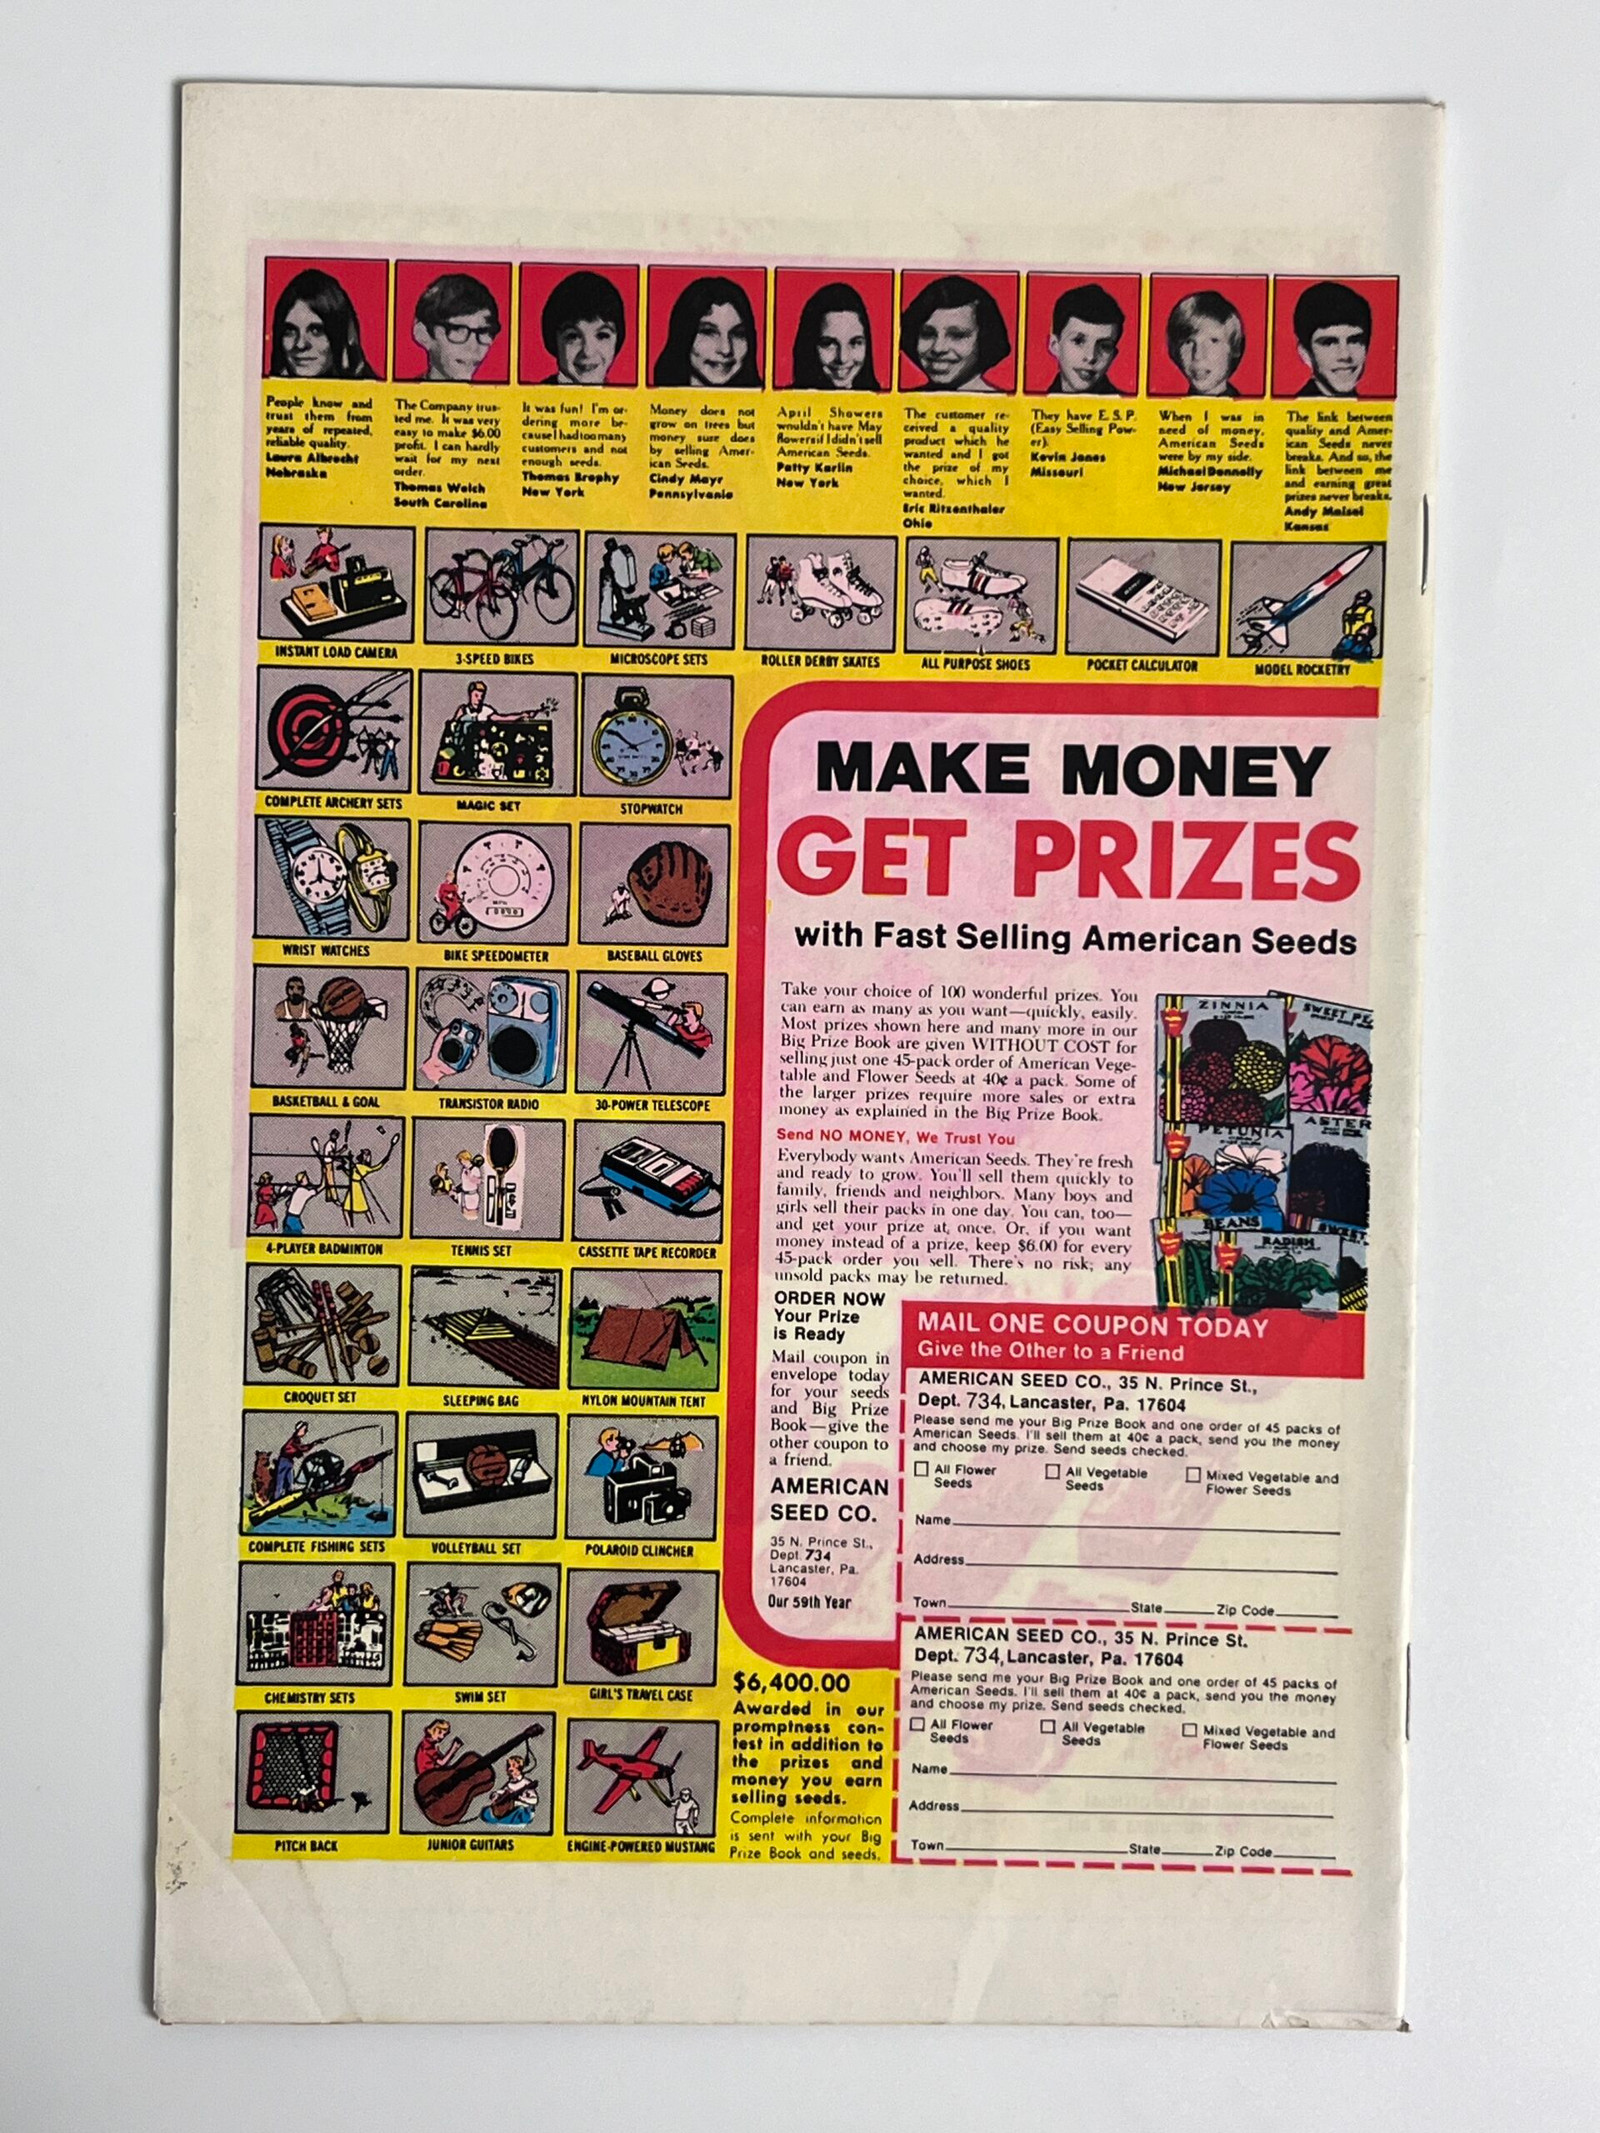 People know and
trust them from
years of repeated,
reliable quality.
Laura Albrecht
Nebraska
The Company trus-
ted me. It was very
easy to make $6.00
profit. I can hardly
wait for my next
order.
Thomas Welch
South Carolina
It was fun! I'm or-
dering more be-
cause I had too many
customers and not
enough seeds.
Thomas Brophy
New York
Money does not
grow on trees but
money sure does
by selling Amer-
ican Seeds.
Cindy Mayr
Pennsylvania
April Showers
wouldn't have May
flowers if I didn't sell
American Seeds.
Patty Karlin
New York
The customer re-
ceived a quality
product which he
wanted and I got
the prize of my
choice, which I
wanted.
Eric Ritzenthaler
Ohio
They have E.S.P.
(Easy Selling Pow-
er).
Kevin Jones
Missouri
When I was in
need of money,
American Seeds
were by my side.
Michael Donnelly
New Jersey
The link between
quality and Amer-
ican Seeds never
breaks. And so, the
link between me
and earning great
prizes never breaks.
Andy Maisel
Kansas
INSTANT LOAD CAMERA
3-SPEED BIKES
MICROSCOPE SETS
ROLLER DERBY SKATES
ALL PURPOSE SHOES
POCKET CALCULATOR
MODEL ROCKETRY
COMPLETE ARCHERY SETS
MAGIC SET
STOPWATCH
WRIST WATCHES
BIKE SPEEDOMETER
BASEBALL GLOVES
BASKETBALL & GOAL
TRANSISTOR RADIO
30-POWER TELESCOPE
4-PLAYER BADMINTON
TENNIS SET
CASSETTE TAPE RECORDER
CROQUET SET
SLEEPING BAG
NYLON MOUNTAIN TENT
COMPLETE FISHING SETS
VOLLEYBALL SET
POLAROID CLINCHER
CHEMISTRY SETS
SWIM SET
GIRL'S TRAVEL CASE
PITCH BACK
JUNIOR GUITARS
ENGINE-POWERED MUSTANG
MAKE MONEY
GET PRIZES
with Fast Selling American Seeds
Take your choice of 100 wonderful prizes. You
can earn as many as you want—quickly, easily.
Most prizes shown here and many more in our
Big Prize Book are given WITHOUT COST for
selling just one 45-pack order of American Vege-
table and Flower Seeds at 40¢ a pack. Some of
the larger prizes require more sales or extra
money as explained in the Big Prize Book.
Send NO MONEY, We Trust You
Everybody wants American Seeds. They're fresh
and ready to grow. You'll sell them quickly to
family, friends and neighbors. Many boys and
girls sell their packs in one day. You can, too—
and get your prize at once. Or, if you want
money instead of a prize, keep $6.00 for every
45-pack order you sell. There's no risk; any
unsold packs may be returned.
ZINNIA
SWEET PE
PETUNIA
ASTER
BEANS
RADISH
SWEET
ORDER NOW
Your Prize
is Ready
Mail coupon in
envelope today
for your seeds
and Big Prize
Book—give the
other coupon to
a friend.
AMERICAN
SEED CO.
35 N. Prince St.,
Dept. 734
Lancaster, Pa.
17604
Our 59th Year
MAIL ONE COUPON TODAY
Give the Other to a Friend
AMERICAN SEED CO., 35 N. Prince St.,
Dept. 734, Lancaster, Pa. 17604
Please send me your Big Prize Book and one order of 45 packs of
American Seeds. I'll sell them at 40¢ a pack, send you the money
and choose my prize. Send seeds checked.
All Flower
Seeds
All Vegetable
Seeds
Mixed Vegetable and
Flower Seeds
Name
Address
Town State Zip Code
AMERICAN SEED CO., 35 N. Prince St.
Dept. 734, Lancaster, Pa. 17604
Please send me your Big Prize Book and one order of 45 packs of
American Seeds. I'll sell them at 40¢ a pack, send you the money
and choose my prize. Send seeds checked.
All Flower
Seeds
All Vegetable
Seeds
Mixed Vegetable and
Flower Seeds
Name
Address
Town State Zip Code
$6,400.00
Awarded in our
promptness con-
test in addition to
the prizes and
money you earn
selling seeds.
Complete information
is sent with your Big
Prize Book and seeds.